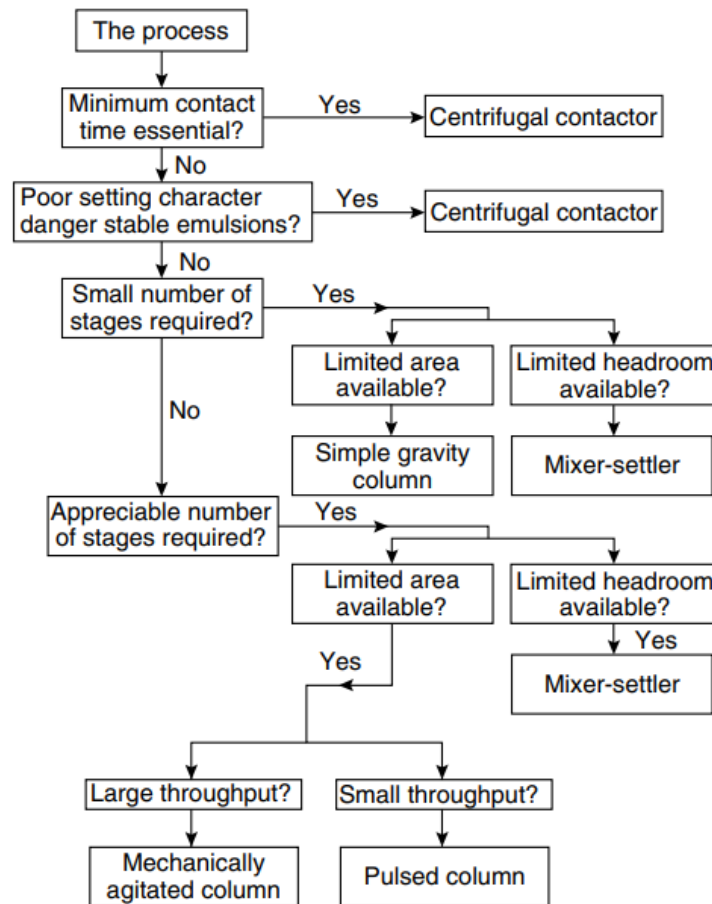 The process
Minimum contact
time essential?
Yes
Centrifugal contactor
No
Poor setting character
danger stable emulsions?
Yes
Centrifugal contactor
No
Small number of
stages required?
Yes
Limited area
available?
Limited headroom
available?
No
Simple gravity
column
Mixer-settler
Appreciable number
of stages required?
Yes
Limited area
available?
Limited headroom
available?
Yes
Yes
Mixer-settler
Large throughput?
Small throughput?
Mechanically
agitated column
Pulsed column